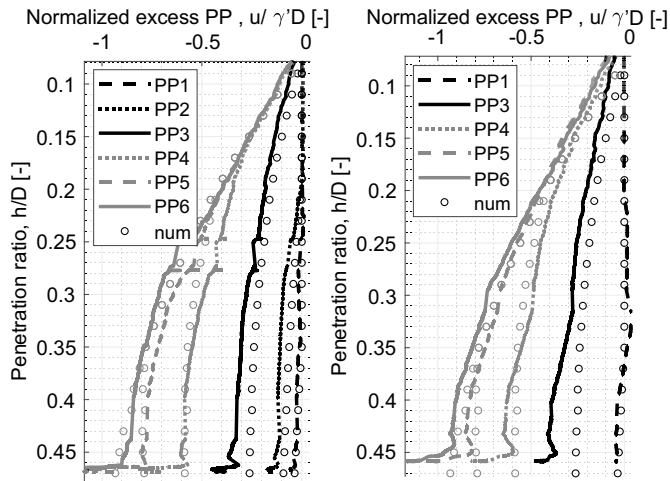 Normalized excess PP , u/ γ'D [-]
-1
-0.5
0
Penetration ratio, h/D [-]
0.1
0.15
0.2
0.25
0.3
0.35
0.4
0.45
PP1
PP2
PP3
PP4
PP5
PP6
num
Normalized excess PP , u/ γ'D [-]
-1
-0.5
0
Penetration ratio, h/D [-]
0.1
0.15
0.2
0.25
0.3
0.35
0.4
0.45
PP1
PP3
PP4
PP5
PP6
num